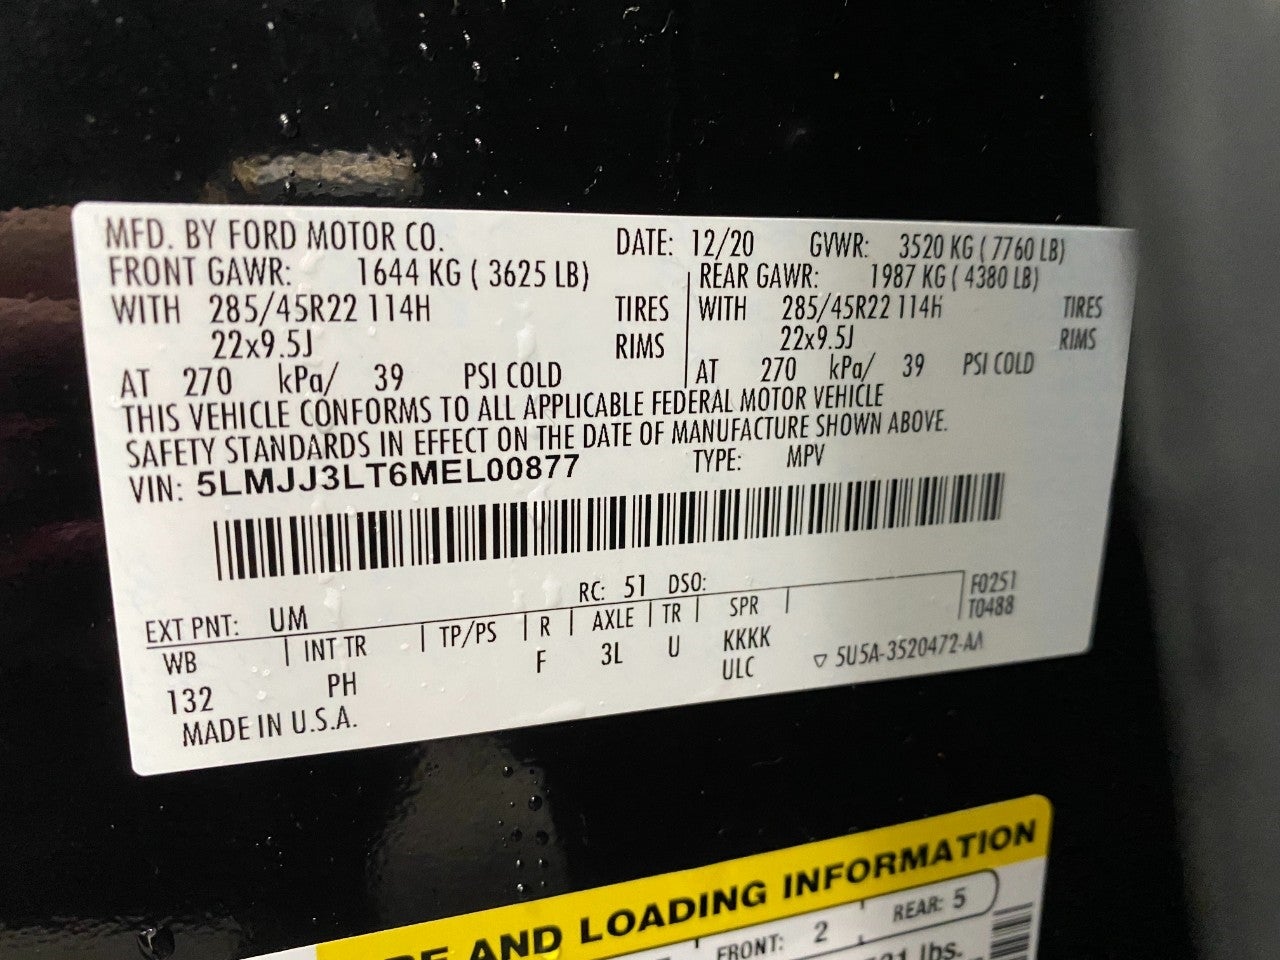 MFD. BY FORD MOTOR CO. DATE: 12/20 GVWR: 3520 KG ( 7760 LB)
FRONT GAWR: 1644 KG ( 3625 LB) REAR GAWR: 1987 KG ( 4380 LB)
WITH 285/45R22 114H TIRES WITH 285/45R22 114H TIRES
22x9.5J RIMS 22x9.5J RIMS
AT 270 kPa/ 39 PSI COLD AT 270 kPa/ 39 PSI COLD
THIS VEHICLE CONFORMS TO ALL APPLICABLE FEDERAL MOTOR VEHICLE
SAFETY STANDARDS IN EFFECT ON THE DATE OF MANUFACTURE SHOWN ABOVE.
VIN: 5LMJJ3LT6MEL00877 TYPE: MPV
EXT PNT: UM RC: 51 DSO: F0251
WB INT TR TP/PS R AXLE TR SPR T0488
132 PH F 3L U KKKK
ULC ▽ 5U5A-3520472-AA
MADE IN U.S.A.
AND LOADING INFORMATION
FRONT: 2 REAR: 5
lbs.